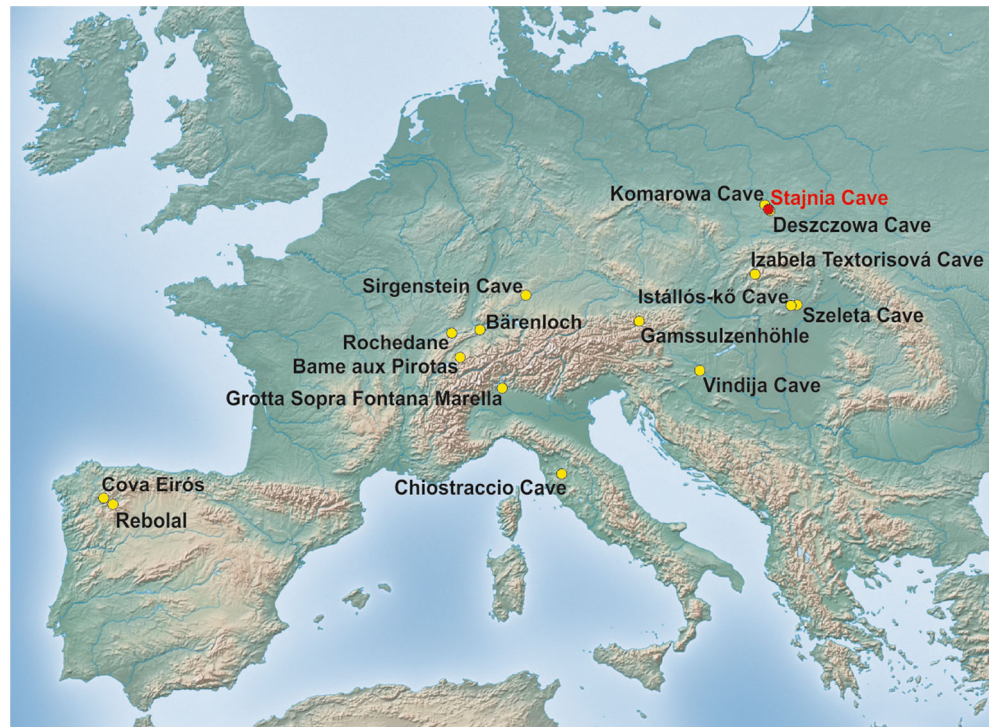 Komarowa Cave
Stajnia Cave
Deszczowa Cave
Izabela Textorisová Cave
Sirgenstein Cave
Istállós-kő Cave
Szeleta Cave
Bärenloch
Rochedane
Gamssulzenhöhle
Bame aux Pirotas
Vindija Cave
Grotta Sopra Fontana Marella
Cova Eirós
Chiostraccio Cave
Rebolal